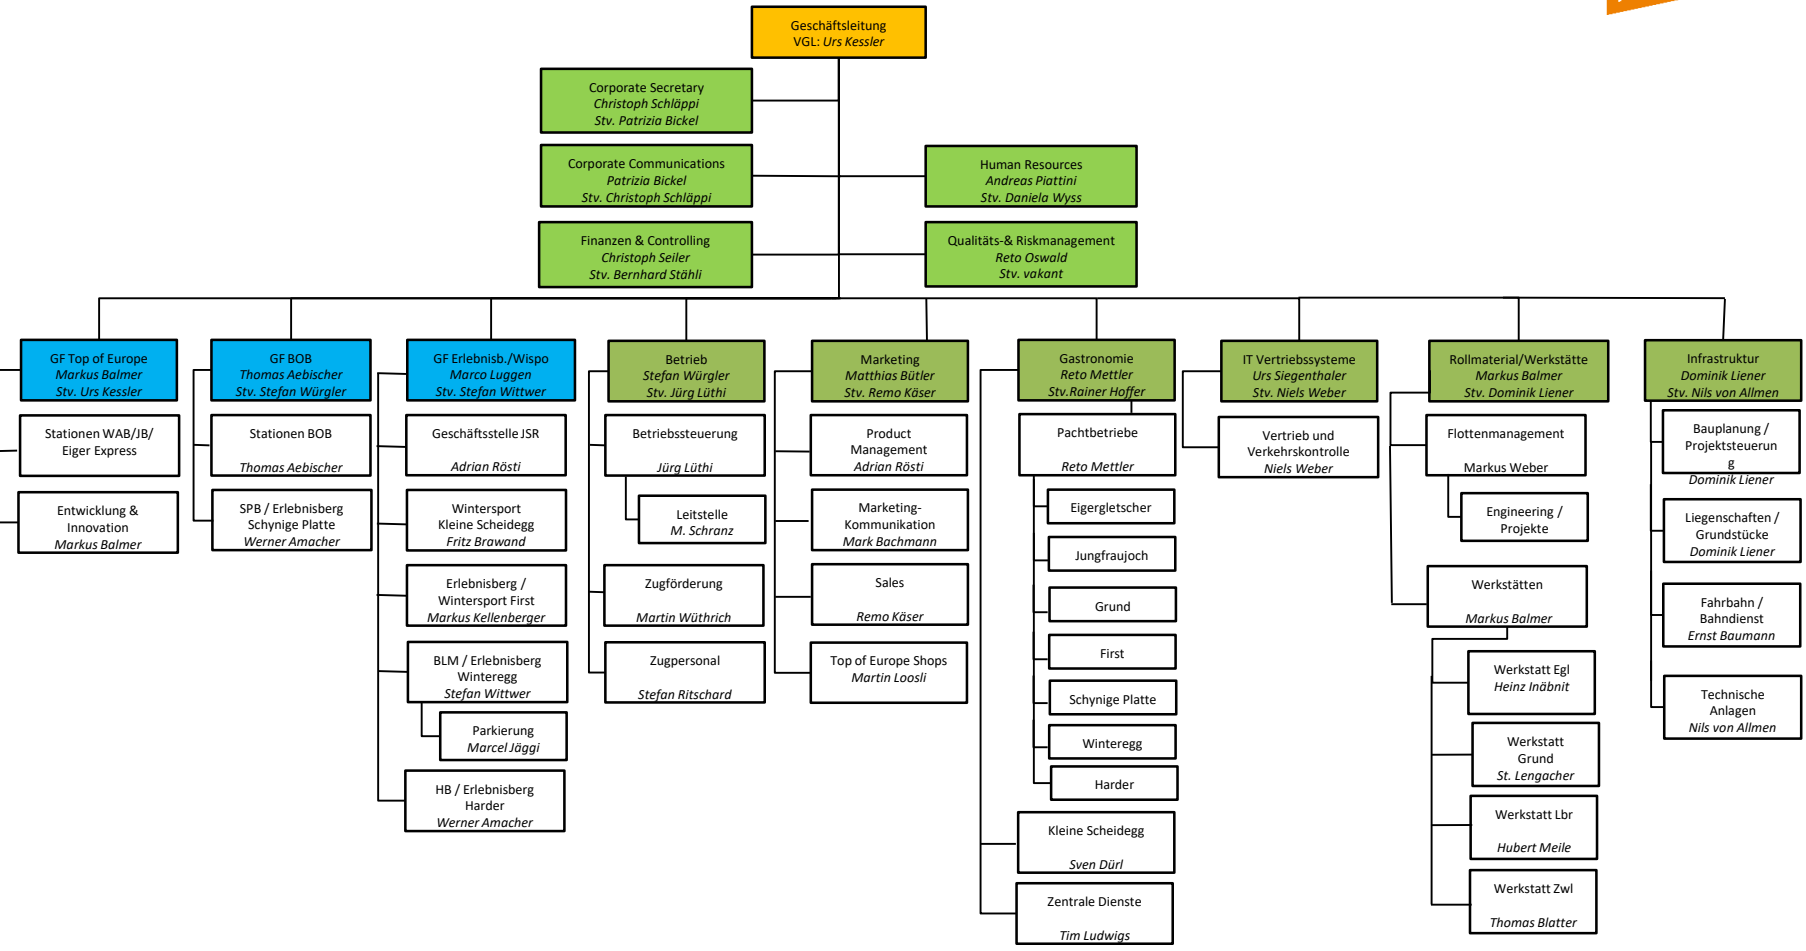 Geschäftsleitung
VGL: Urs Kessler
Corporate Secretary
Christoph Schläppi
Stv. Patrizia Bickel
Corporate Communications
Patrizia Bickel
Stv. Christoph Schläppi
Human Resources
Andreas Piattini
Stv. Daniela Wyss
Finanzen & Controlling
Christoph Seiler
Stv. Bernhard Stähli
Qualitäts-& Riskmanagement
Reto Oswald
Stv. vakant
GF Top of Europe
Markus Balmer
Stv. Urs Kessler
Stationen WAB/JB/
Eiger Express
Entwicklung &
Innovation
Markus Balmer
GF BOB
Thomas Aebischer
Stv. Stefan Würgler
Stationen BOB
Thomas Aebischer
SPB / Erlebnisberg
Schynige Platte
Werner Amacher
GF Erlebnisb./Wispo
Marco Luggen
Stv. Stefan Wittwer
Geschäftsstelle JSR
Adrian Rösti
Wintersport
Kleine Scheidegg
Fritz Brawand
Erlebnisberg /
Wintersport First
Markus Kellenberger
BLM / Erlebnisberg
Winteregg
Stefan Wittwer
Parkierung
Marcel Jäggi
HB / Erlebnisberg
Harder
Werner Amacher
Betrieb
Stefan Würgler
Stv. Jürg Lüthi
Betriebssteuerung
Jürg Lüthi
Leitstelle
M. Schranz
Zugförderung
Martin Wüthrich
Zugpersonal
Stefan Ritschard
Marketing
Matthias Bütler
Stv. Remo Käser
Product
Management
Adrian Rösti
Marketing-
Kommunikation
Mark Bachmann
Sales
Remo Käser
Top of Europe Shops
Martin Loosli
Gastronomie
Reto Mettler
Stv.Rainer Hoffer
Pachtbetriebe
Reto Mettler
Eigergletscher
Jungfraujoch
Grund
First
Schynige Platte
Winteregg
Harder
Kleine Scheidegg
Sven Dürl
Zentrale Dienste
Tim Ludwigs
IT Vertriebssysteme
Urs Siegenthaler
Stv. Niels Weber
Vertrieb und
Verkehrskontrolle
Niels Weber
Rollmaterial/Werkstätte
Markus Balmer
Stv. Dominik Liener
Flottenmanagement
Markus Weber
Engineering /
Projekte
Werkstätten
Markus Balmer
Werkstatt Egl
Heinz Inäbnit
Werkstatt
Grund
St. Lengacher
Werkstatt Lbr
Hubert Meile
Werkstatt Zwl
Thomas Blatter
Infrastruktur
Dominik Liener
Stv. Nils von Allmen
Bauplanung /
Projektsteuerun
g
Dominik Liener
Liegenschaften /
Grundstücke
Dominik Liener
Fahrbahn /
Bahndienst
Ernst Baumann
Technische
Anlagen
Nils von Allmen